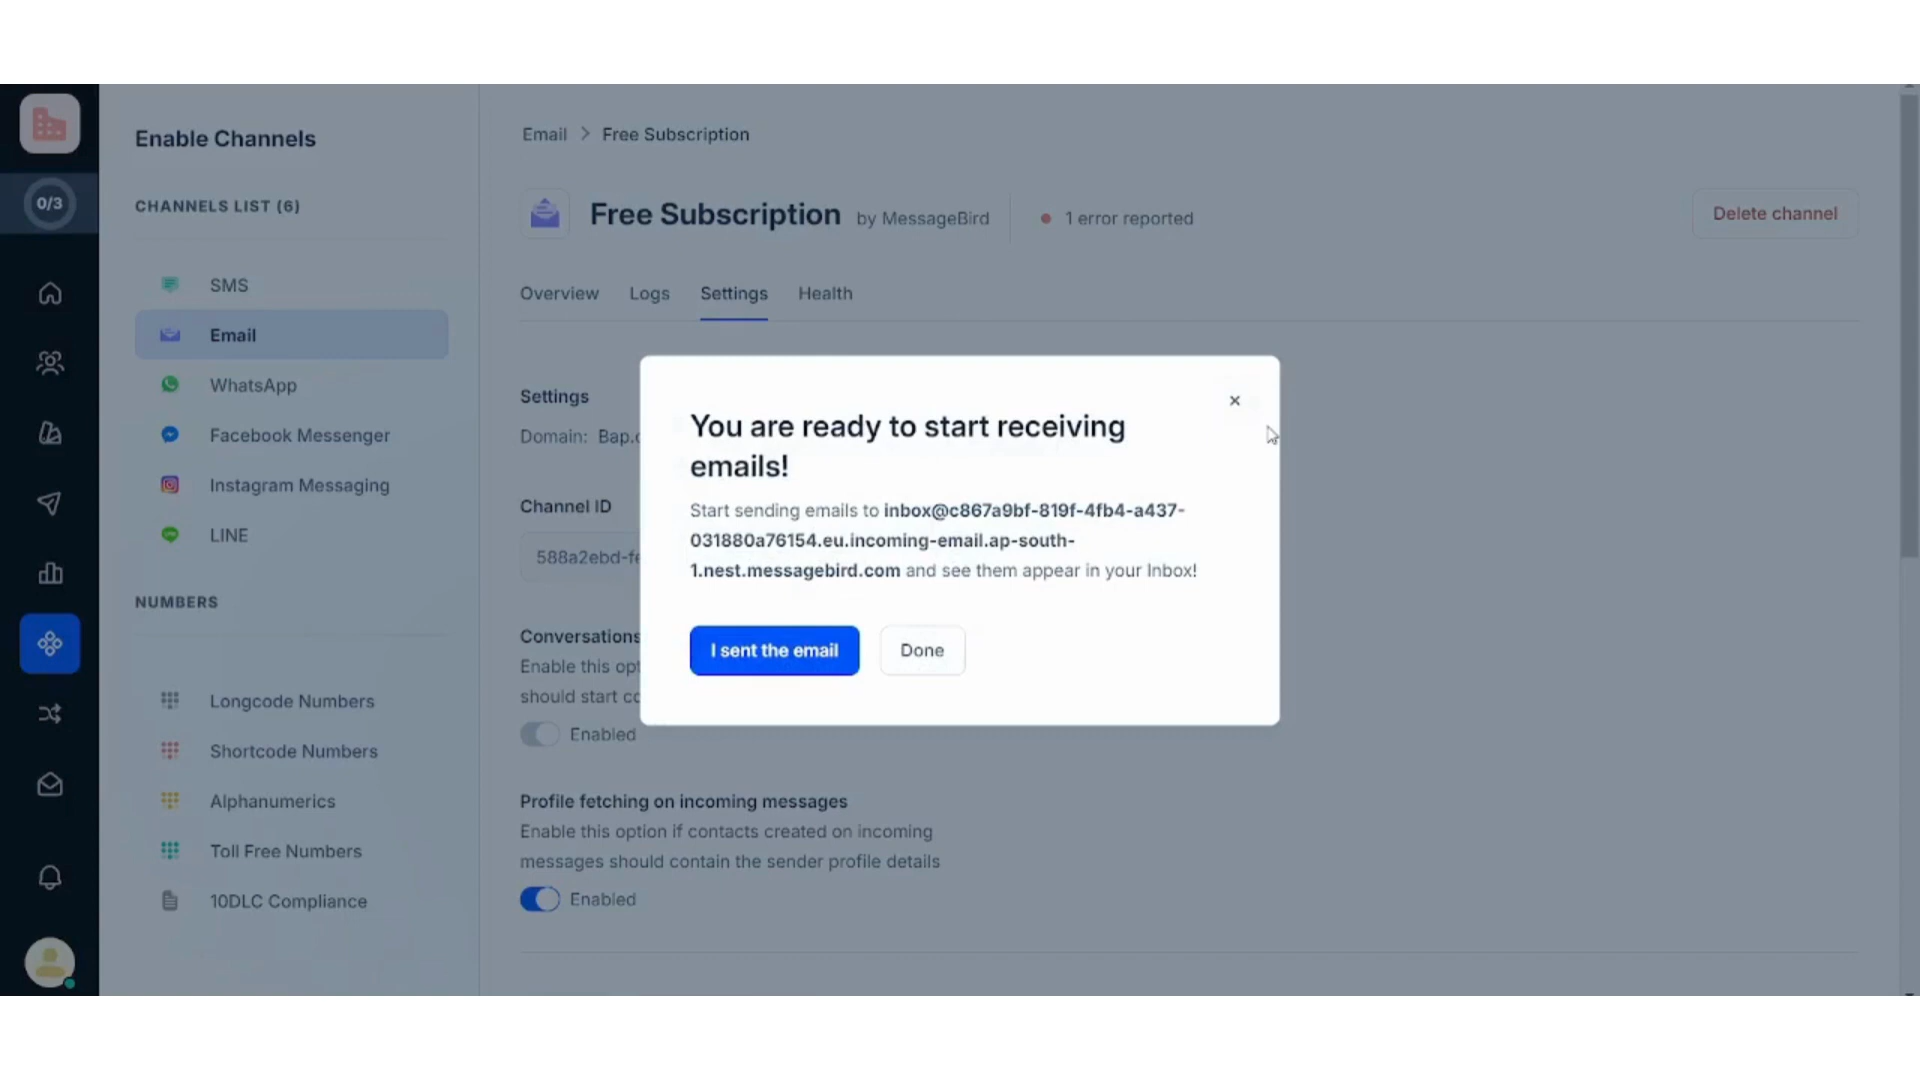 0/3
Enable Channels
CHANNELS LIST (6)
SMS
Email
WhatsApp
Facebook Messenger
Instagram Messaging
LINE
NUMBERS
Longcode Numbers
Shortcode Numbers
Alphanumerics
Toll Free Numbers
10DLC Compliance
Email > Free Subscription
Free Subscription by MessageBird
1 error reported
Delete channel
Overview Logs Settings Health
Settings
Domain: Bap.
Channel ID
588a2ebd-fe
Conversations
Enable this opt
should start co
Enabled
Profile fetching on incoming messages
Enable this option if contacts created on incoming
messages should contain the sender profile details
Enabled
You are ready to start receiving
emails!
Start sending emails to inbox@c867a9bf-819f-4fb4-a437-
031880a76154.eu.incoming-email.ap-south-
1.nest.messagebird.com and see them appear in your Inbox!
I sent the email
Done